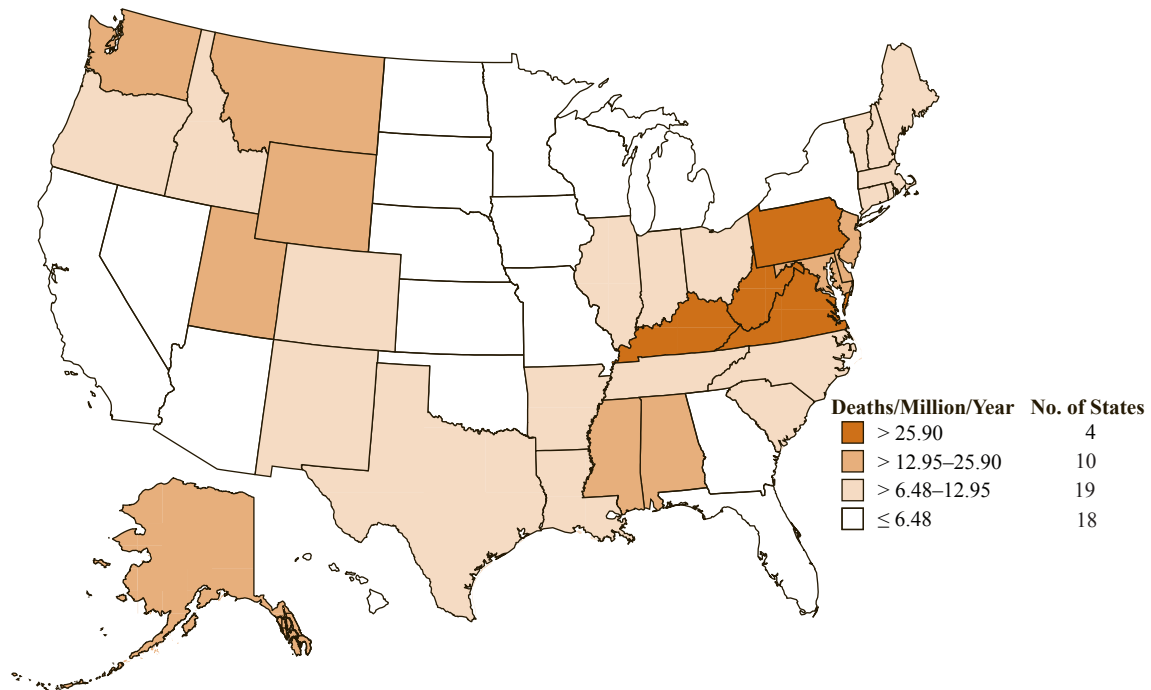 Deaths/Million/Year No. of States
> 25.90 4
> 12.95–25.90 10
> 6.48–12.95 19
≤ 6.48 18